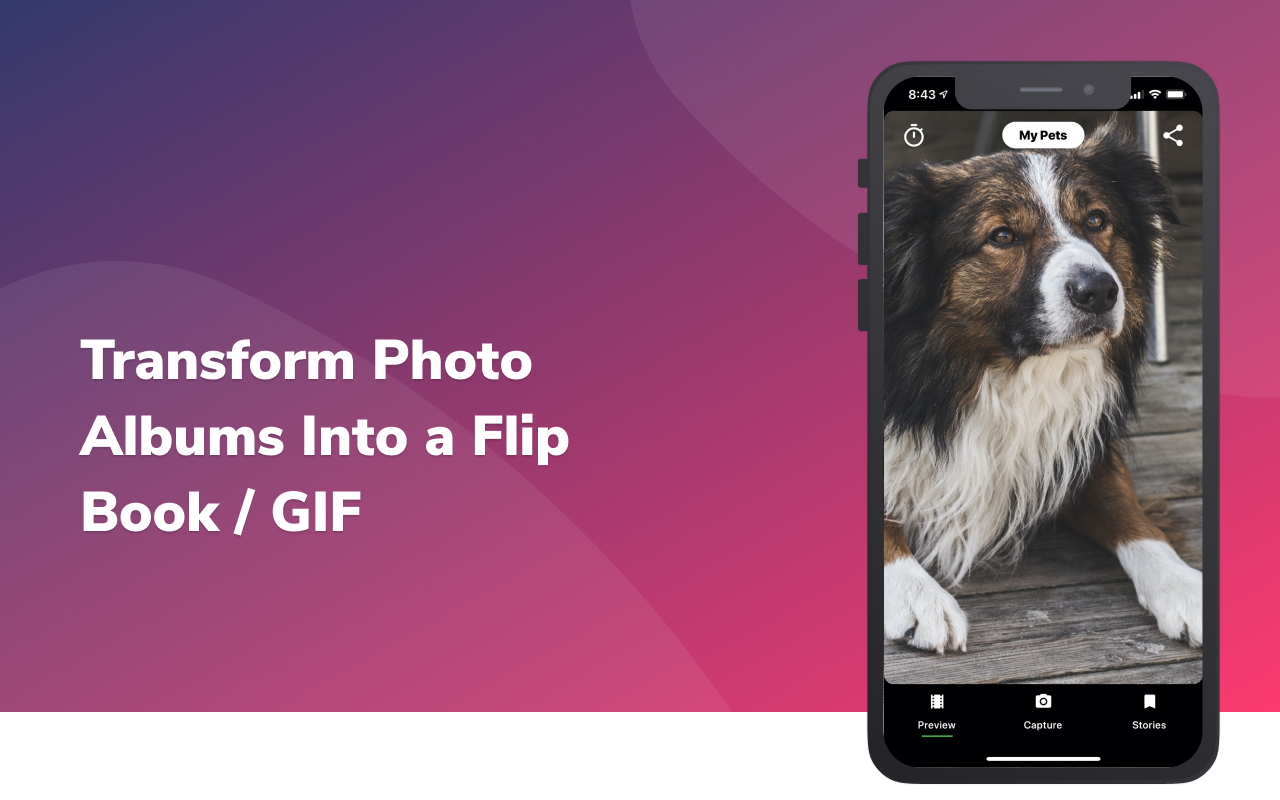 Transform Photo
Albums Into a Flip
Book / GIF
8:43
My Pets
Preview
Capture
Stories